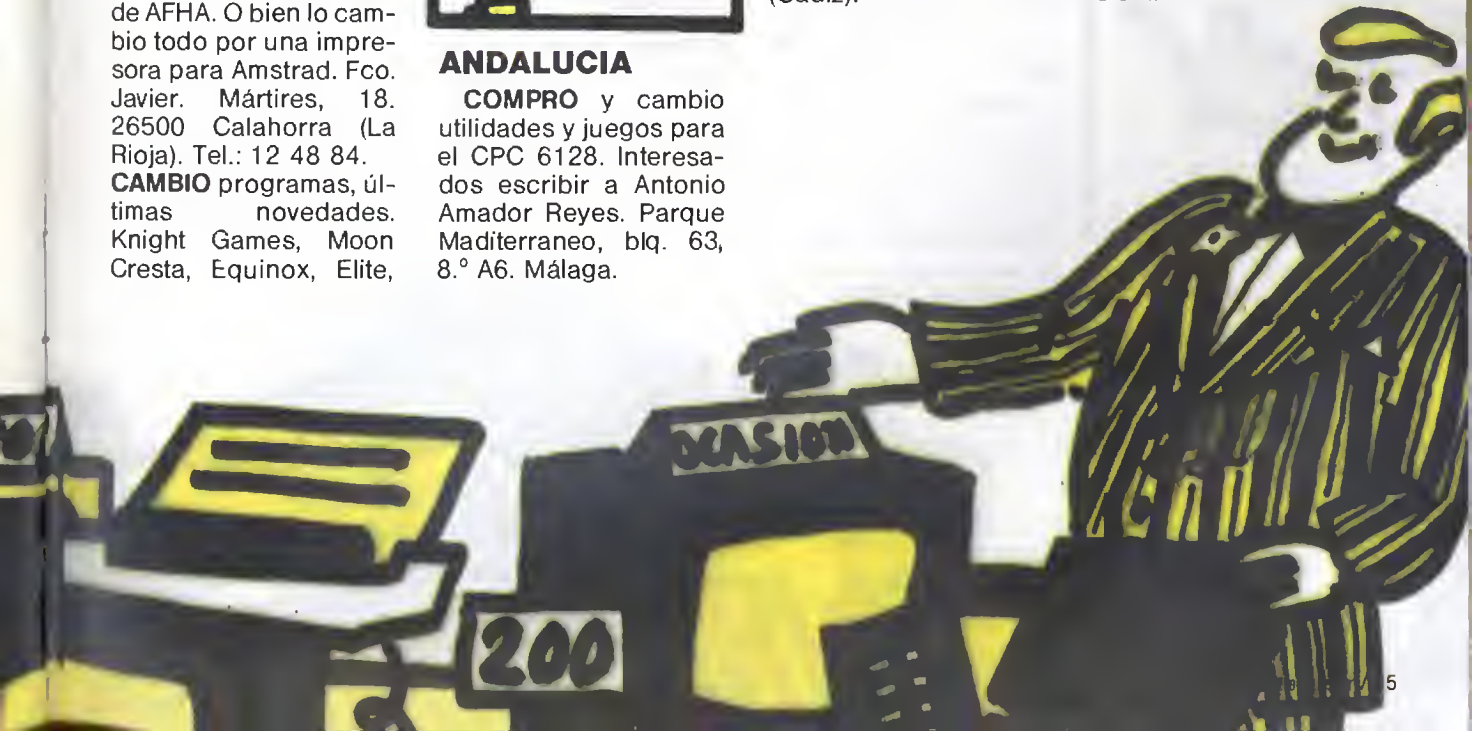 de AFHA. O bien lo cam-
bio todo por una impre-
sora para Amstrad. Fco.
Javier. Mártires, 18.
26500 Calahorra (La
Rioja). Tel.: 12 48 84.
CAMBIO programas, úl-
timas novedades.
Knight Games, Moon
Cresta, Equinox, Elite,
ANDALUCIA
COMPRO y cambio
utilidades y juegos para
el CPC 6128. Interesa-
dos escribir a Antonio
Amador Reyes. Parque
Maditerraneo, blq. 63,
8.º A6. Málaga.
(Cádiz).
OCASION
200
5